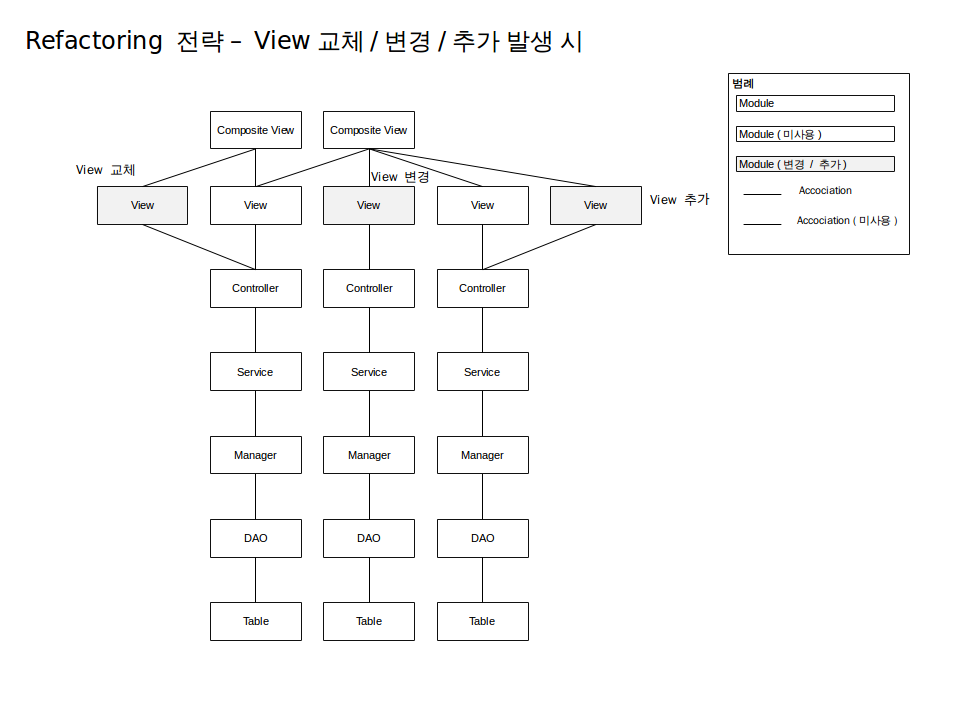 Refactoring 전략 – View 교체 / 변경 / 추가 발생 시
범례
Module
Module ( 미사용 )
Module ( 변경 / 추가 )
Accociation
Accociation ( 미사용 )
Composite View Composite View
View 교체
View 변경
View View View View View
View 추가
Controller Controller Controller
Service Service Service
Manager Manager Manager
DAO DAO DAO
Table Table Table